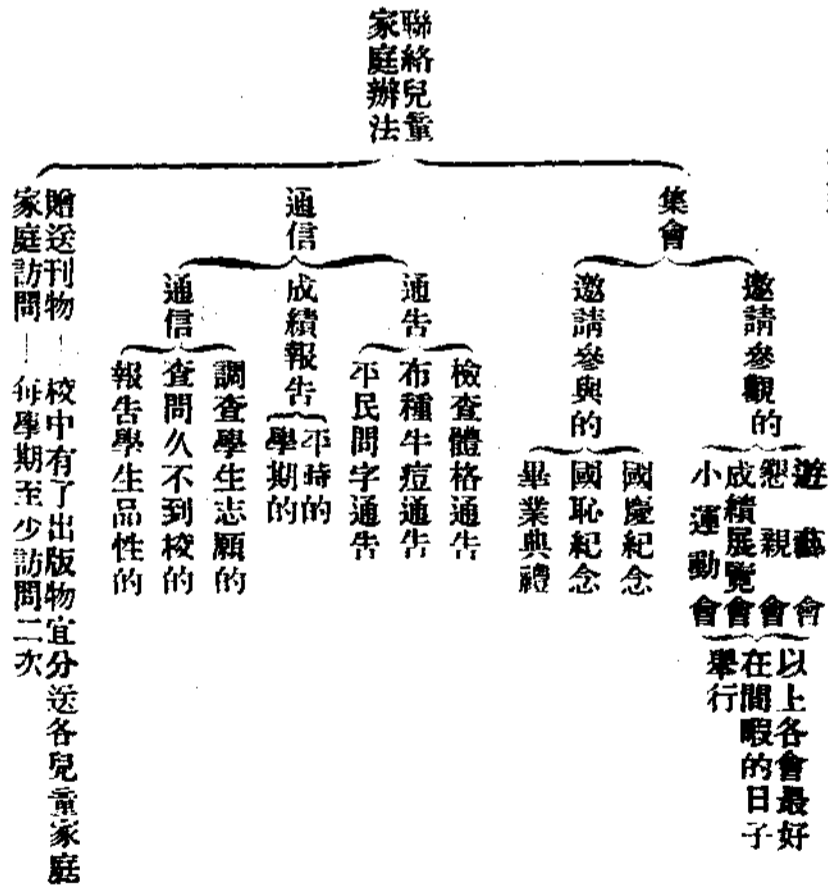 聯絡兒童
家庭辦法
集會
邀請參觀的
遊藝會
懇親會
成績展覽會
小運動會
以上各會最好
在閒暇的日子
舉行
邀請參與的
國慶紀念
國恥紀念
畢業典禮
通信
通告
檢查體格通告
布種牛痘通告
平民問字通告
成績報告
平時的
學期的
通信
調查學生志願的
查問久不到校的
報告學生品性的
贈送刊物—校中有了出版物宜分送各兒童家庭
家庭訪問—每學期至少訪問二次